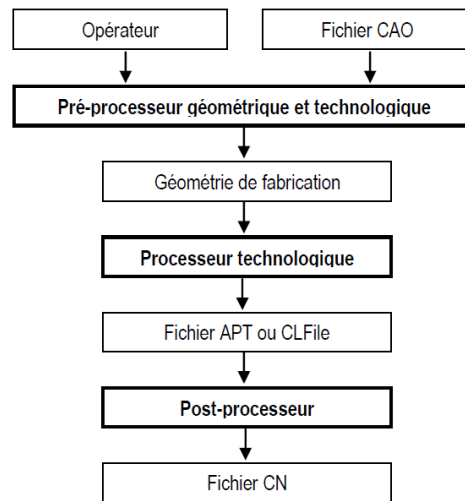 Opérateur
Fichier CAO
Pré-processeur géométrique et technologique
Géométrie de fabrication
Processeur technologique
Fichier APT ou CLFile
Post-processeur
Fichier CN